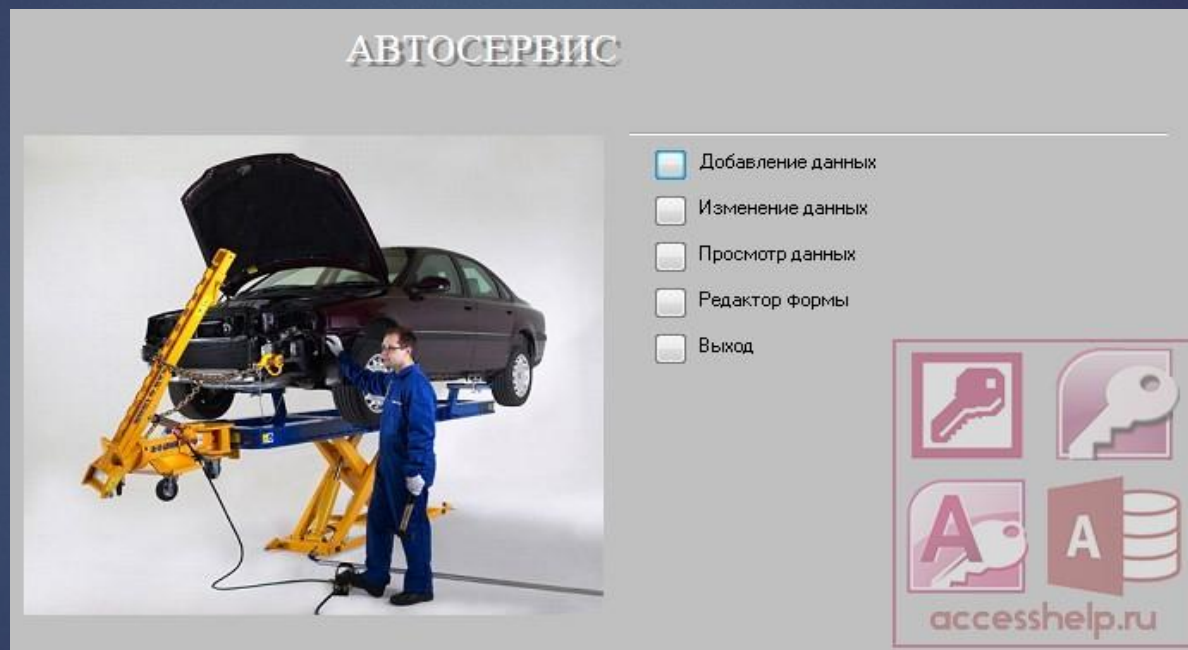 АВТОСЕРВИС
Добавление данных
Изменение данных
Просмотр данных
Редактор формы
Выход
A
A
accesshelp.ru